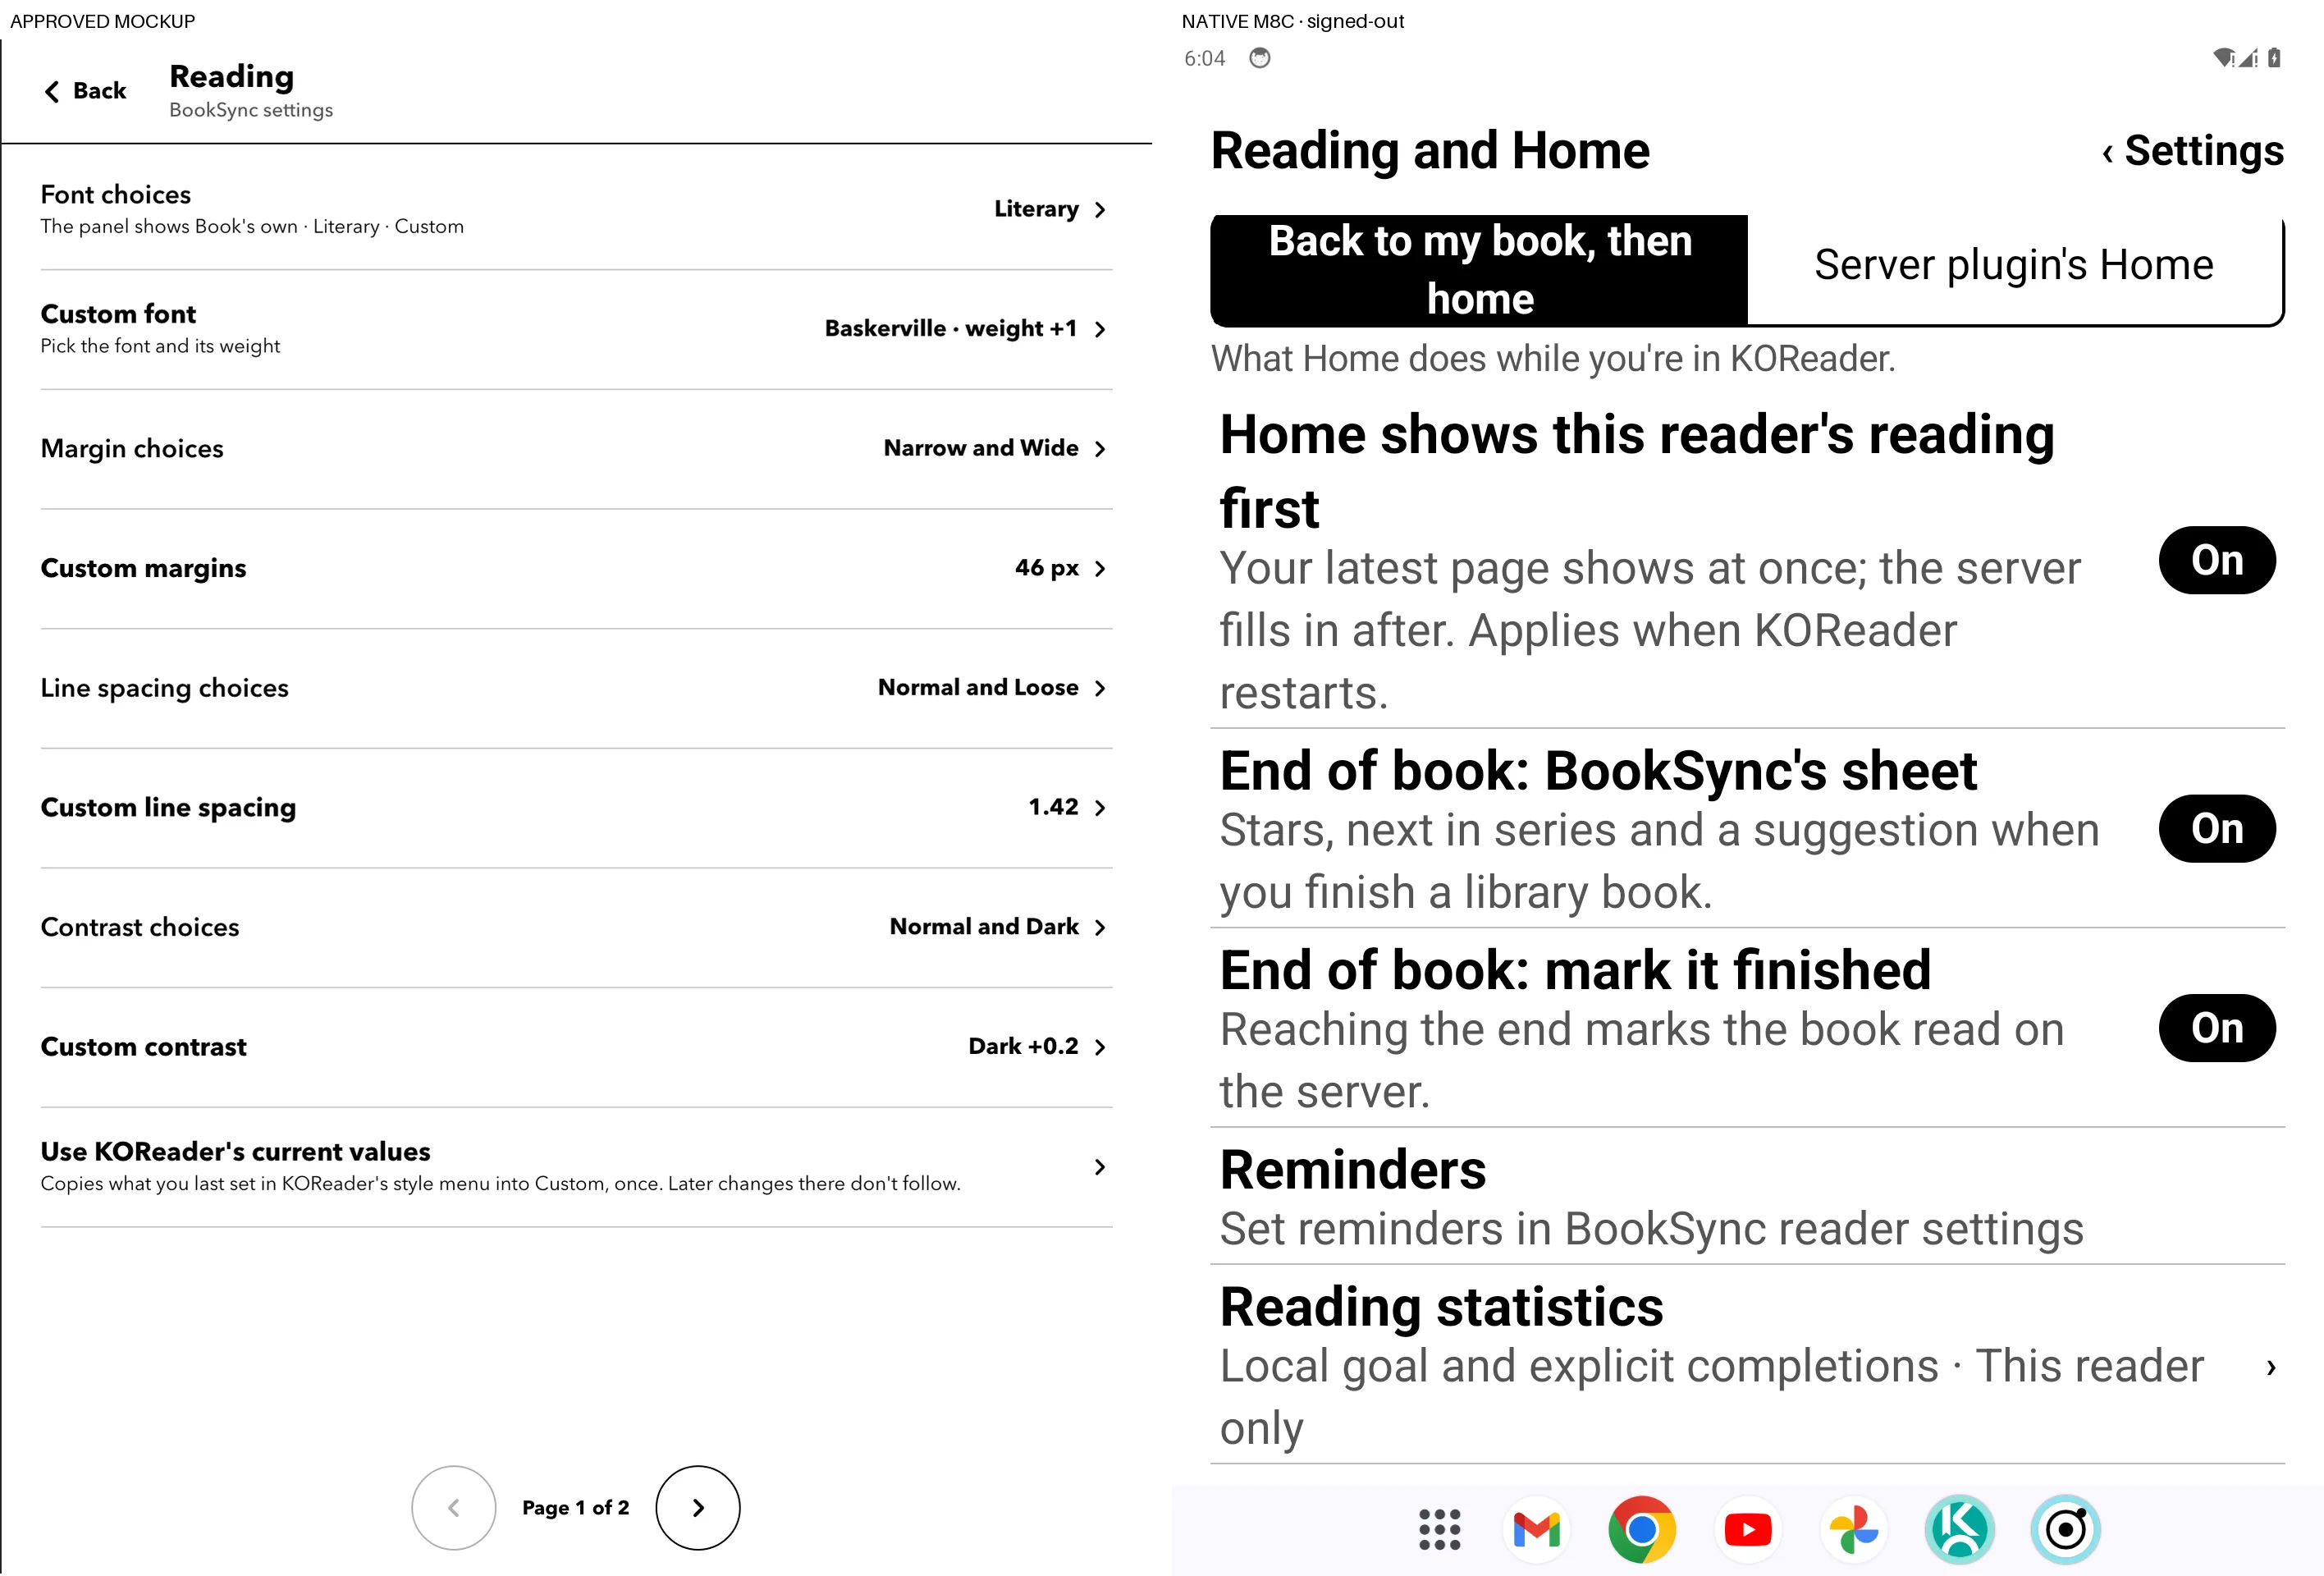 APPROVED MOCKUP
Back
Reading
BookSync settings
Font choices
The panel shows Book's own · Literary · Custom
Literary
Custom font
Pick the font and its weight
Baskerville · weight +1
Margin choices
Narrow and Wide
Custom margins
46 px
Line spacing choices
Normal and Loose
Custom line spacing
1.42
Contrast choices
Normal and Dark
Custom contrast
Dark +0.2
Use KOReader's current values
Copies what you last set in KOReader's style menu into Custom, once. Later changes there don't follow.
Page 1 of 2
NATIVE M8C · signed-out
6:04
Reading and Home
‹ Settings
Back to my book, then
home
Server plugin's Home
What Home does while you're in KOReader.
Home shows this reader's reading
first
Your latest page shows at once; the server
fills in after. Applies when KOReader
restarts.
On
End of book: BookSync's sheet
Stars, next in series and a suggestion when
you finish a library book.
On
End of book: mark it finished
Reaching the end marks the book read on
the server.
On
Reminders
Set reminders in BookSync reader settings
Reading statistics
Local goal and explicit completions · This reader
only